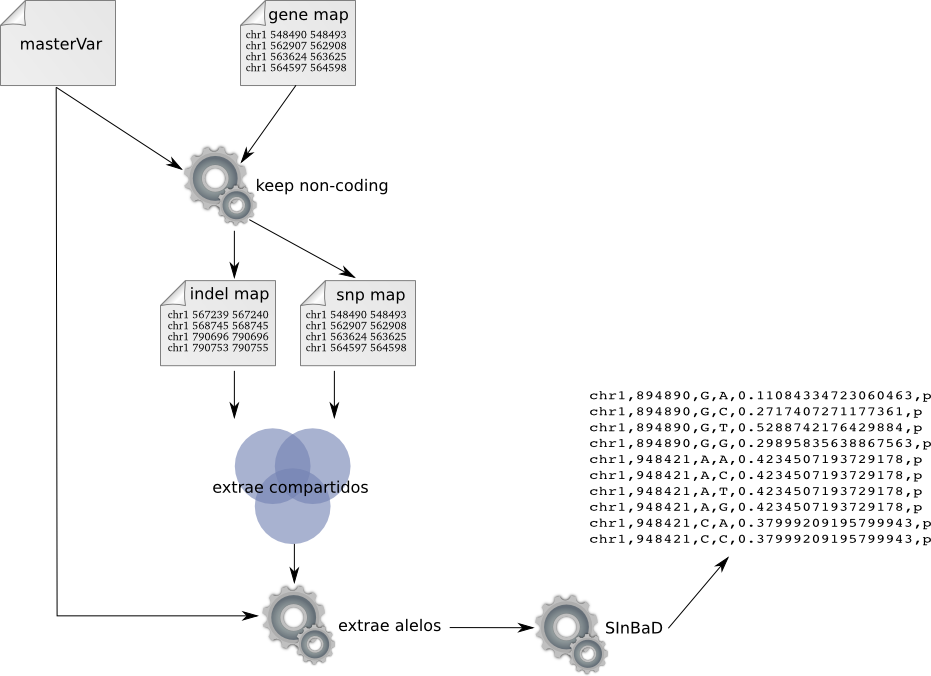 masterVar
gene map
chr1 548490 548493
chr1 562907 562908
chr1 563624 563625
chr1 564597 564598
keep non-coding
indel map
chr1 567239 567240
chr1 568745 568745
chr1 790696 790696
chr1 790753 790755
snp map
chr1 548490 548493
chr1 562907 562908
chr1 563624 563625
chr1 564597 564598
extrae compartidos
extrae alelos
SInBaD
chr1,894890,G,A,0.11084334723060463,p
chr1,894890,G,C,0.2717407271177361,p
chr1,894890,G,T,0.5288742176429884,p
chr1,894890,G,G,0.29895835638867563,p
chr1,948421,A,A,0.4234507193729178,p
chr1,948421,A,C,0.4234507193729178,p
chr1,948421,A,T,0.4234507193729178,p
chr1,948421,A,G,0.4234507193729178,p
chr1,948421,C,A,0.37999209195799943,p
chr1,948421,C,C,0.37999209195799943,p